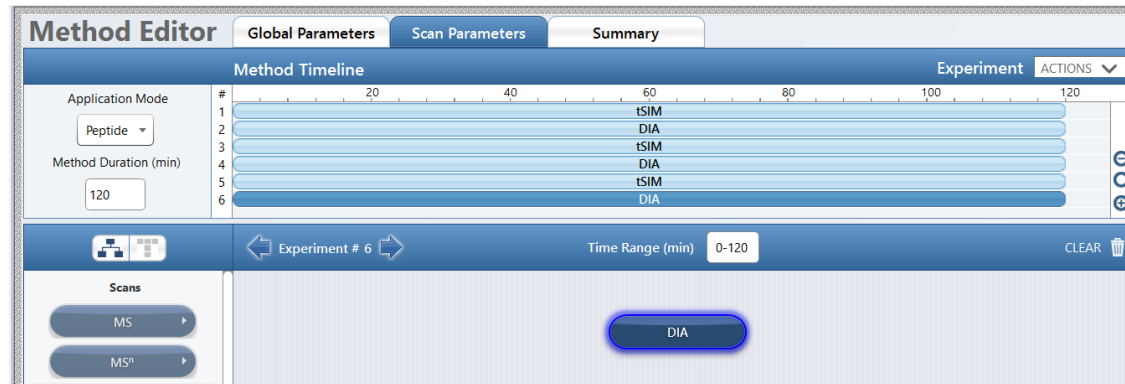 Method Editor Global Parameters Scan Parameters Summary
Method Timeline Experiment ACTIONS
Application Mode
Peptide
Method Duration (min)
120
# 20 40 60 80 100 120
1 tSIM
2 DIA
3 tSIM
4 DIA
5 tSIM
6 DIA
Experiment # 6 Time Range (min) 0-120 CLEAR
Scans
MS
MSⁿ
DIA